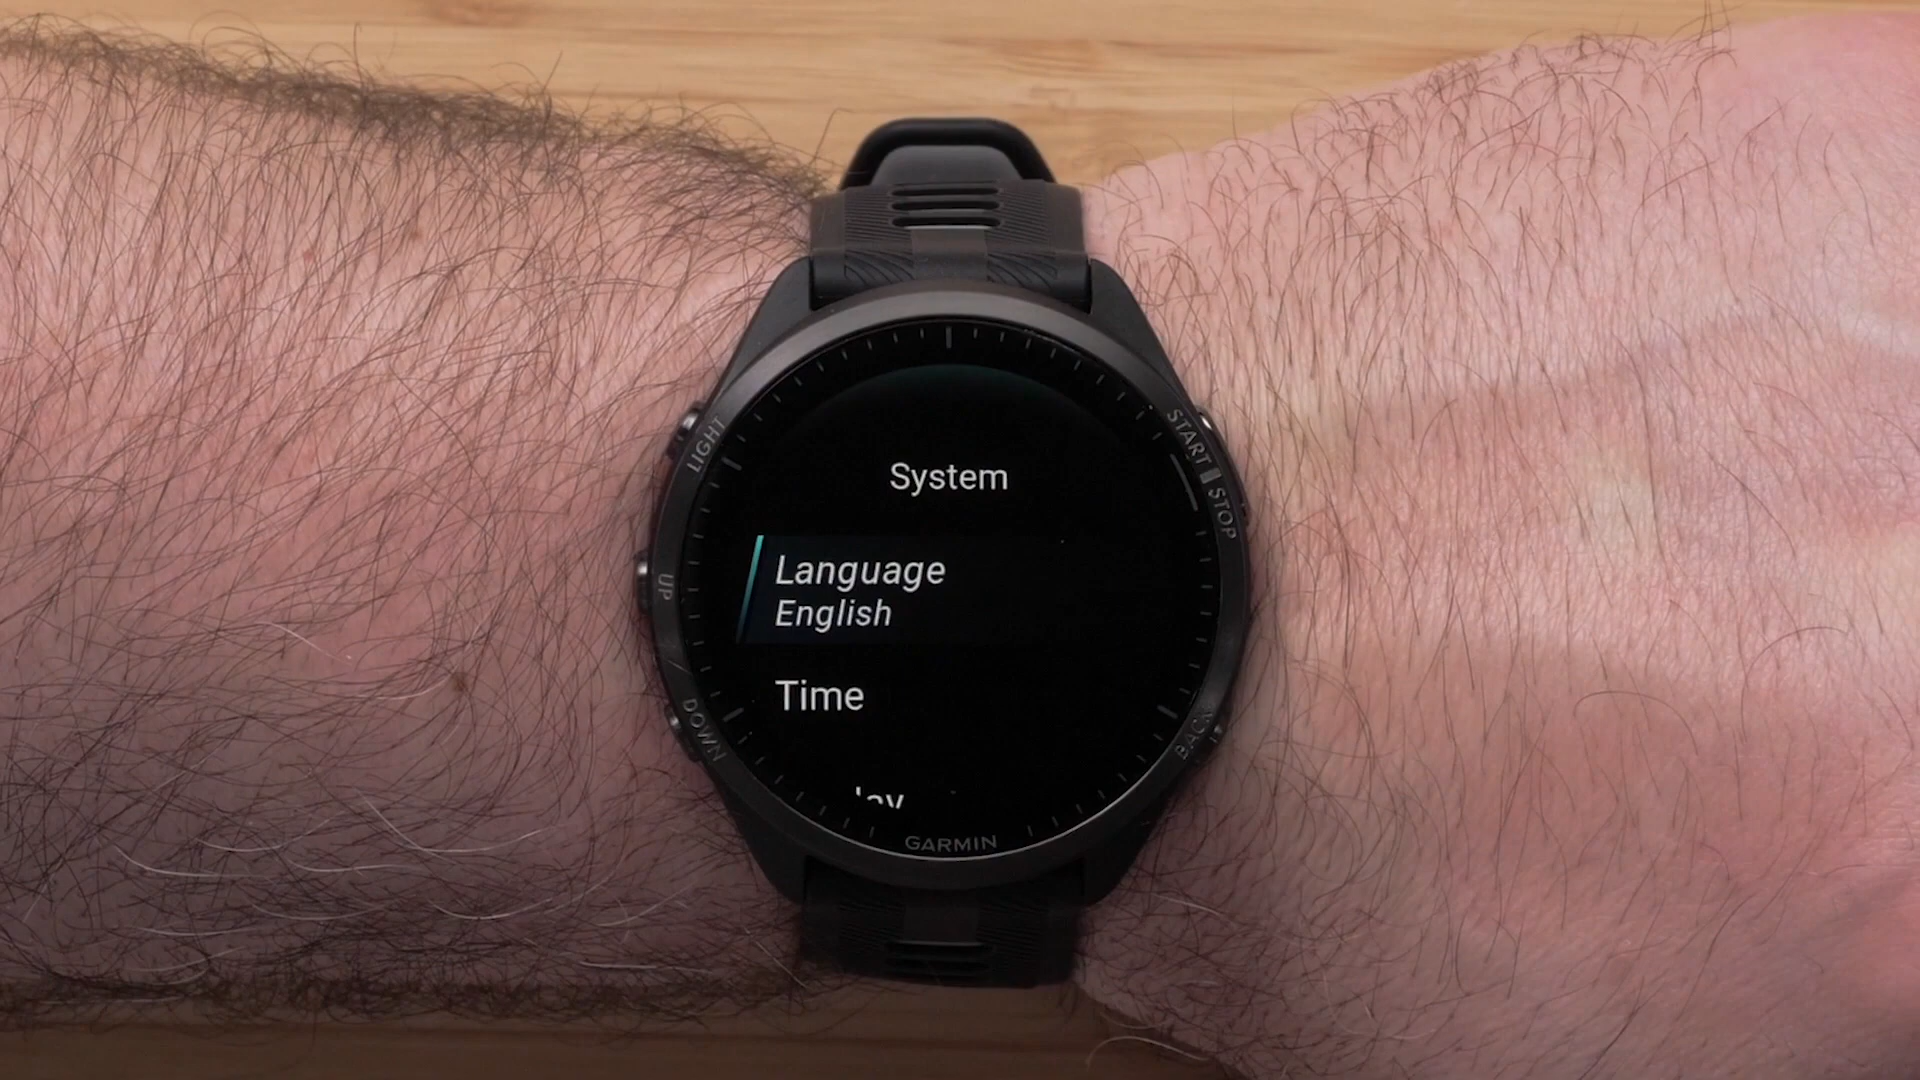 LIGHT
START
STOP
System
Language
English
UP
Time
DOWN
BACK
GARMIN